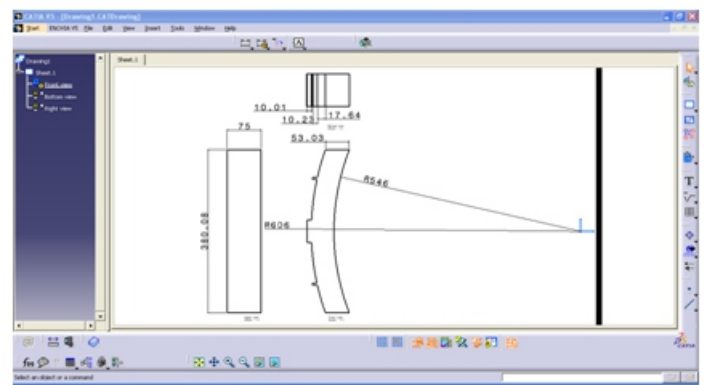 CATIA V5 - [Drawing1.CATDrawing]
Start ENOVIA V5 File Edit View Insert Tools Window Help
Drawing1
Sheet.1
Front view
Bottom view
Right view
Sheet.1
10.01
17.64
10.23
75
53.03
R546
R606
380.08
Select an object or a command